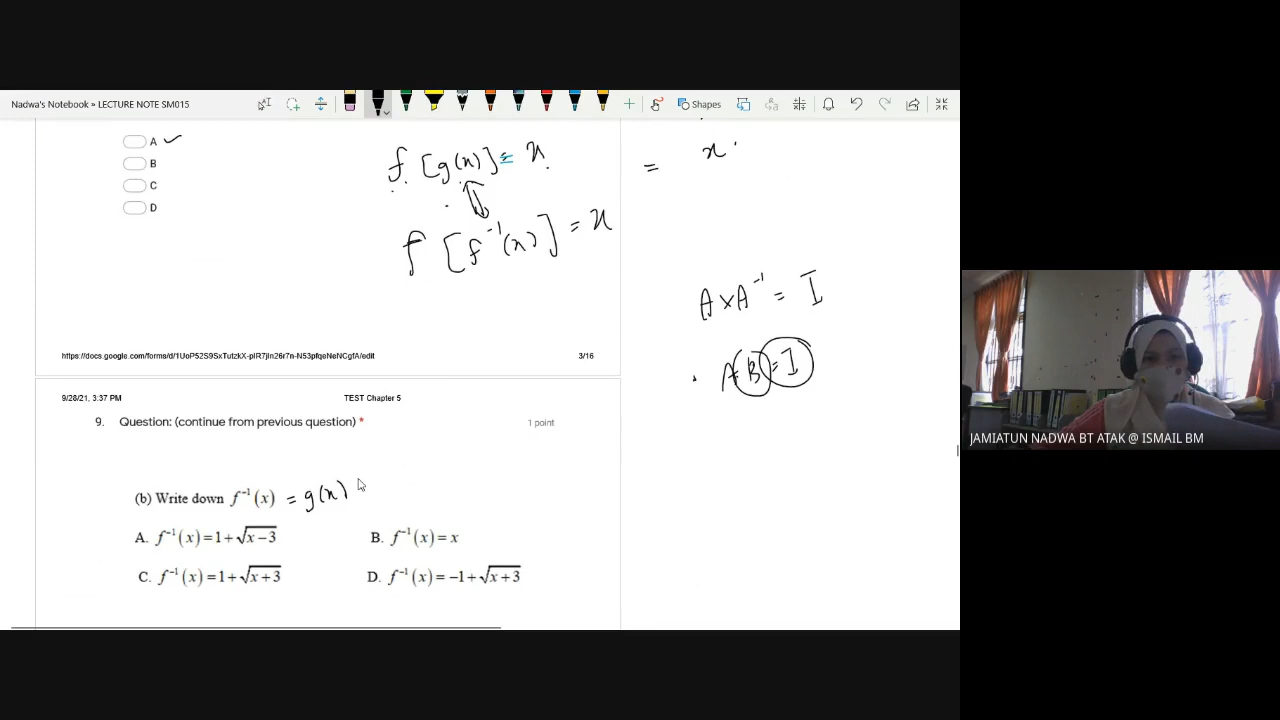 Nadwa's Notebook » LECTURE NOTE SM015
Shapes
A ✓
B
C
D
f [g(x)] = x
f [f⁻¹(x)] = x
= x
A × A⁻¹ = I
AB = I
https://docs.google.com/forms/d/1UoP52S9SxTutzkX-plR7jIn26r7n-N53pfqeNeNCgfA/edit
3/16
9/28/21, 3:37 PM
TEST Chapter 5
9. Question: (continue from previous question) *
1 point
(b) Write down f⁻¹(x) = g(x)
A. f⁻¹(x)=1+√(x−3)
B. f⁻¹(x)=x
C. f⁻¹(x)=1+√(x+3)
D. f⁻¹(x)=−1+√(x+3)
JAMIATUN NADWA BT ATAK @ ISMAIL BM